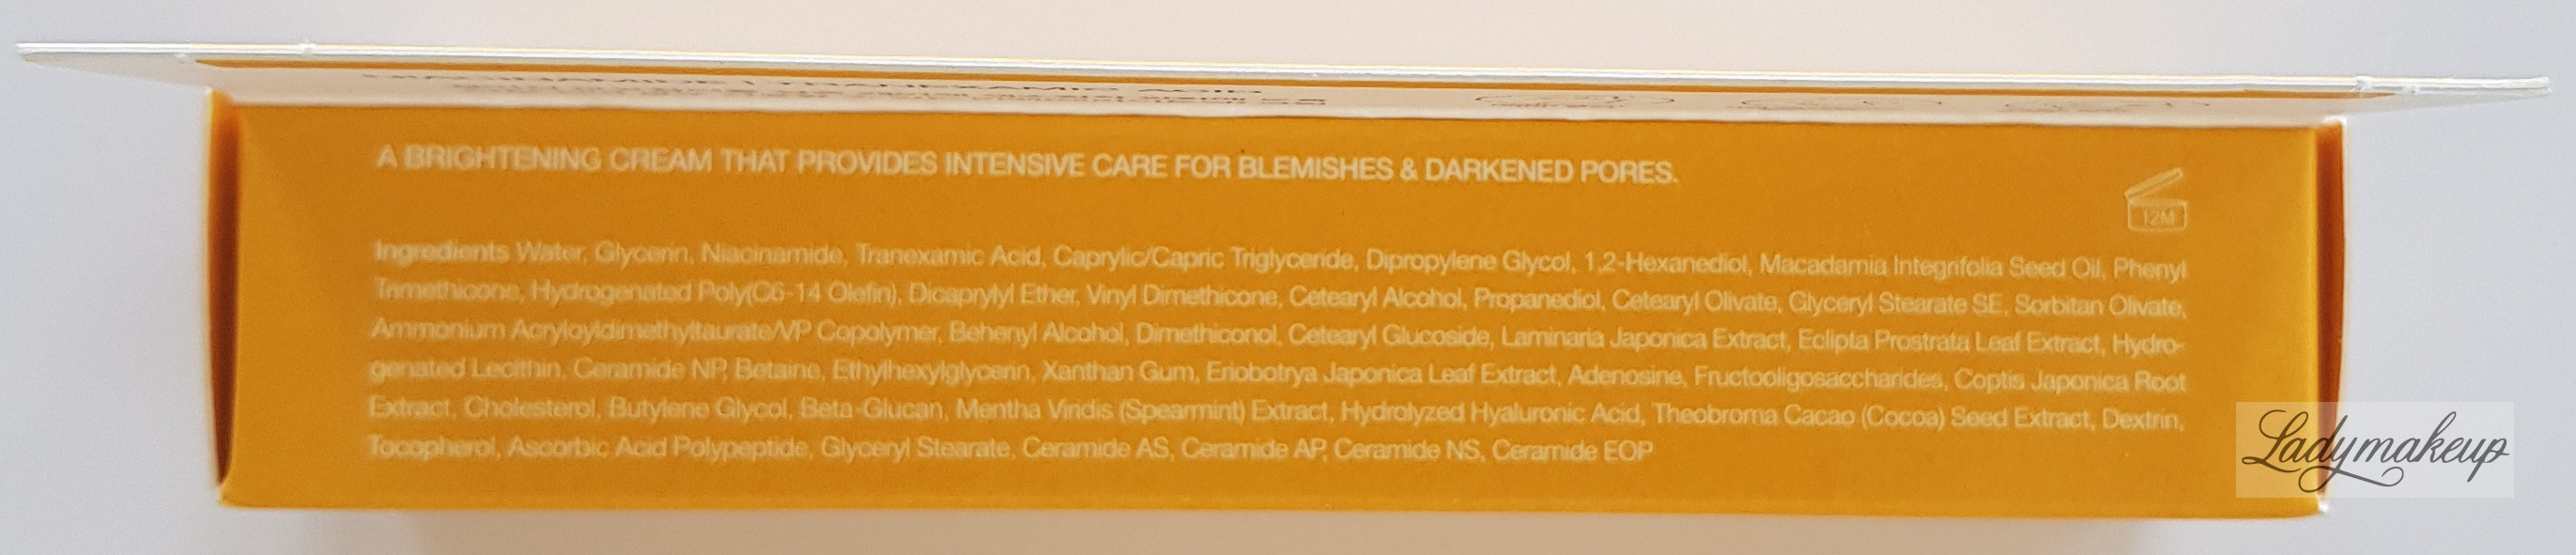 TRANEXAMIC ACID
A BRIGHTENING CREAM THAT PROVIDES INTENSIVE CARE FOR BLEMISHES & DARKENED PORES.
12M
Ingredients Water, Glycerin, Niacinamide, Tranexamic Acid, Caprylic/Capric Triglyceride, Dipropylene Glycol, 1,2-Hexanediol, Macadamia Integrifolia Seed Oil, Phenyl
Trimethicone, Hydrogenated Poly(C6-14 Olefin), Dicaprylyl Ether, Vinyl Dimethicone, Cetearyl Alcohol, Propanediol, Cetearyl Olivate, Glyceryl Stearate SE, Sorbitan Olivate,
Ammonium Acryloyldimethyltaurate/VP Copolymer, Behenyl Alcohol, Dimethiconol, Cetearyl Glucoside, Laminaria Japonica Extract, Eclipta Prostrata Leaf Extract, Hydro-
genated Lecithin, Ceramide NP, Betaine, Ethylhexylglycerin, Xanthan Gum, Eriobotrya Japonica Leaf Extract, Adenosine, Fructooligosaccharides, Coptis Japonica Root
Extract, Cholesterol, Butylene Glycol, Beta-Glucan, Mentha Viridis (Spearmint) Extract, Hydrolyzed Hyaluronic Acid, Theobroma Cacao (Cocoa) Seed Extract, Dextrin,
Tocopherol, Ascorbic Acid Polypeptide, Glyceryl Stearate, Ceramide AS, Ceramide AP, Ceramide NS, Ceramide EOP
Ladymakeup